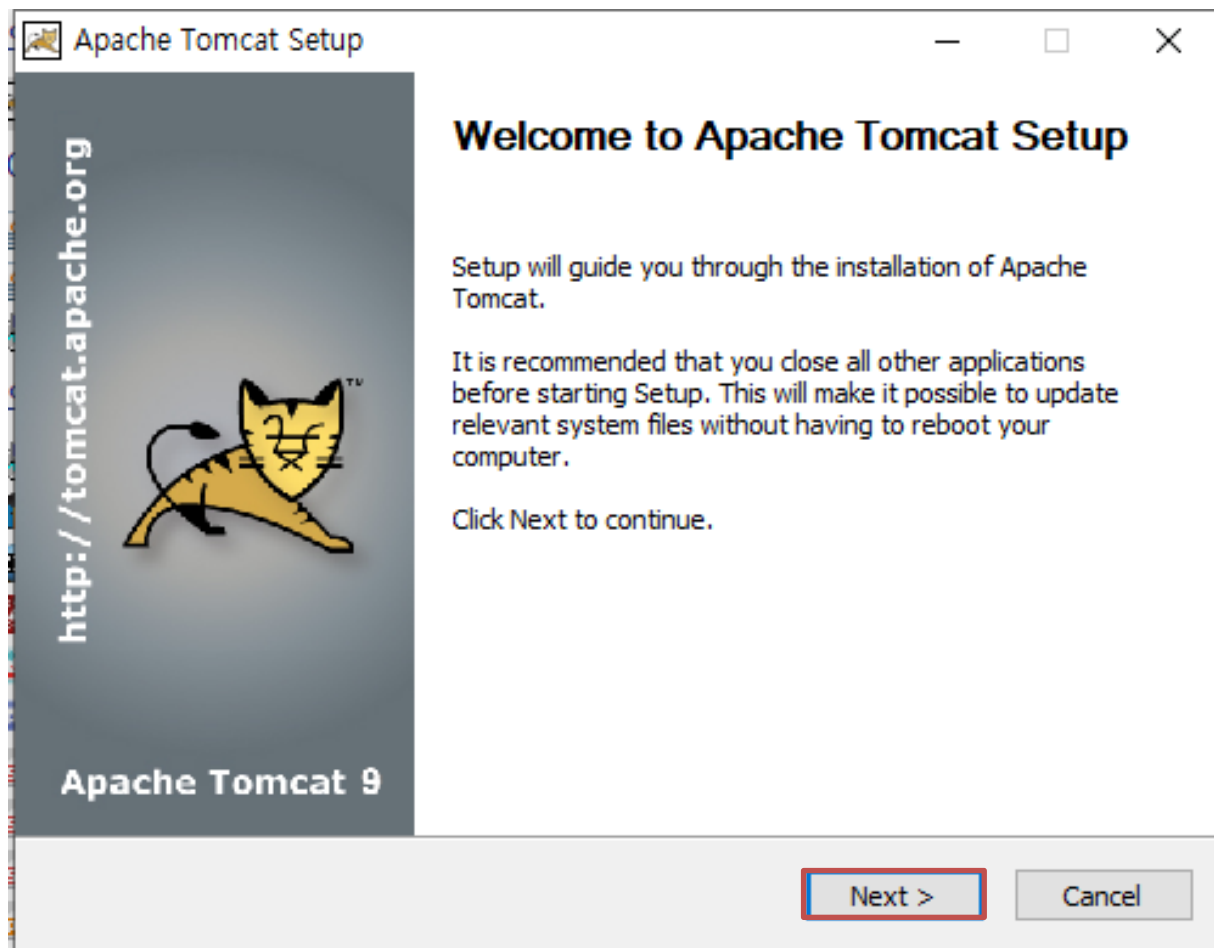 Apache Tomcat Setup
http://tomcat.apache.org
TM
Apache Tomcat 9
Welcome to Apache Tomcat Setup
Setup will guide you through the installation of Apache
Tomcat.
It is recommended that you close all other applications
before starting Setup. This will make it possible to update
relevant system files without having to reboot your
computer.
Click Next to continue.
Next >
Cancel